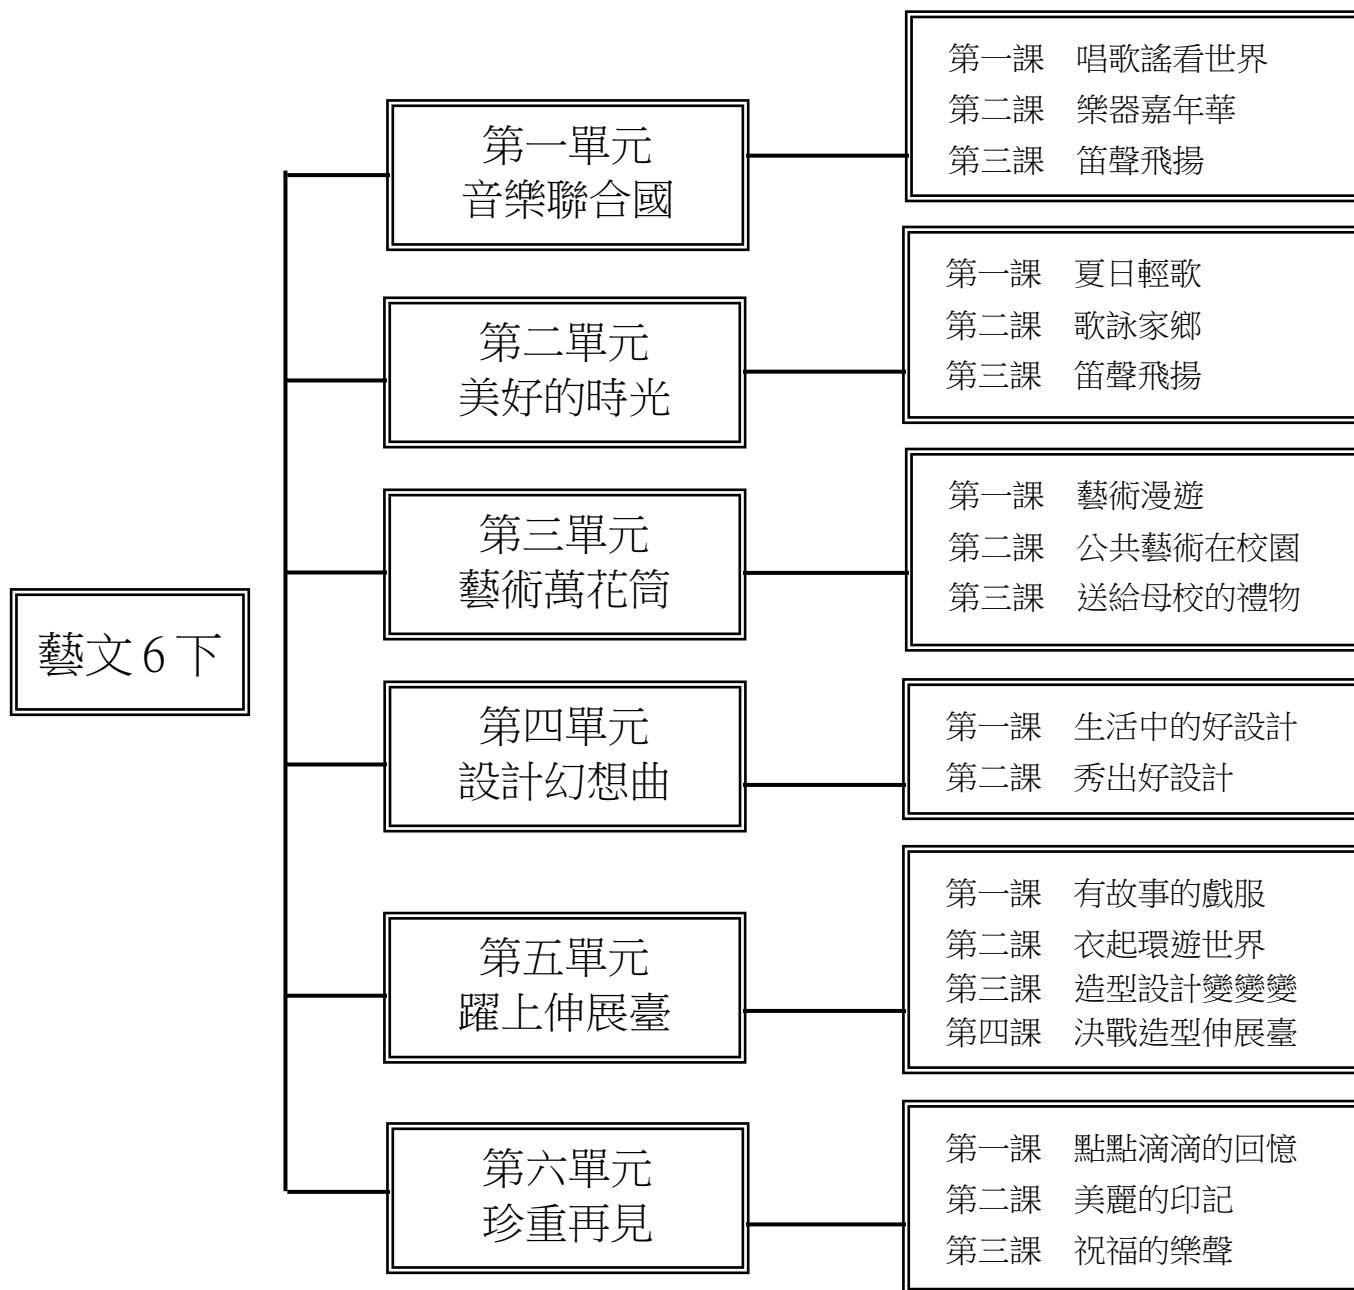 藝文6下
第一單元
音樂聯合國
第一課　唱歌謠看世界
第二課　樂器嘉年華
第三課　笛聲飛揚
第二單元
美好的時光
第一課　夏日輕歌
第二課　歌詠家鄉
第三課　笛聲飛揚
第三單元
藝術萬花筒
第一課　藝術漫遊
第二課　公共藝術在校園
第三課　送給母校的禮物
第四單元
設計幻想曲
第一課　生活中的好設計
第二課　秀出好設計
第五單元
躍上伸展臺
第一課　有故事的戲服
第二課　衣起環遊世界
第三課　造型設計變變變
第四課　決戰造型伸展臺
第六單元
珍重再見
第一課　點點滴滴的回憶
第二課　美麗的印記
第三課　祝福的樂聲